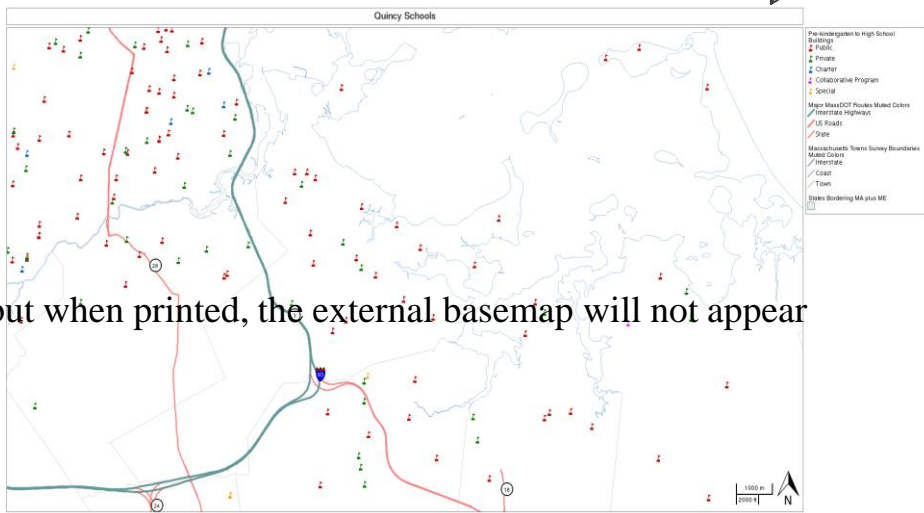 Quincy Schools
Pre-kindergarten to High School
Buildings
Public
Private
Charter
Collaborative Program
Special
Major MassDOT Routes Muted Colors
Interstate Highways
US Roads
State
Massachusetts Towns Survey Boundaries
Muted Colors
Interstate
Coast
Town
States Bordering MA plus ME
28
out when printed, the external basemap will not appear
24
18
1000 m
2000 ft
N